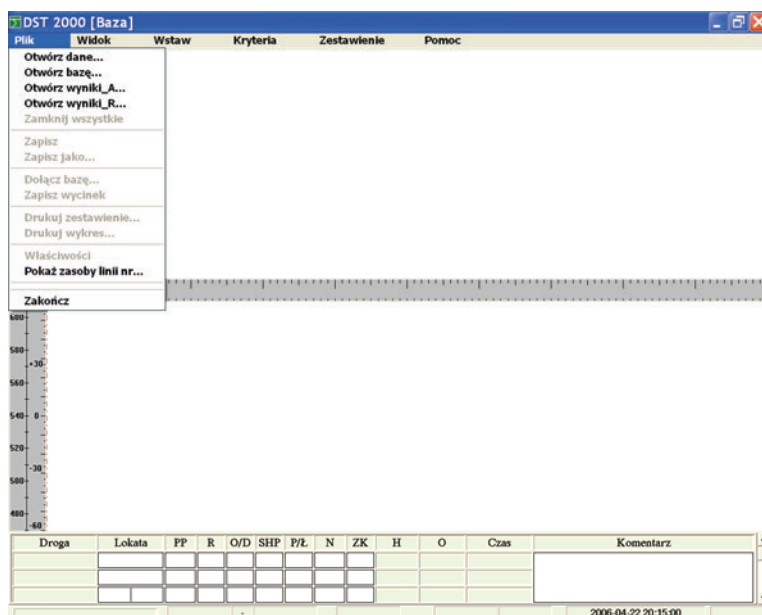 DST 2000 [Baza]
Plik Widok Wstaw Kryteria Zestawienie Pomoc
Otwórz dane...
Otwórz bazę...
Otwórz wyniki_A...
Otwórz wyniki_R...
Zamknij wszystkie
Zapisz
Zapisz jako...
Dołącz bazę...
Zapisz wycinek
Drukuj zestawienie...
Drukuj wykres...
Właściwości
Pokaż zasoby linii nr...
Zakończ
600
580
+30
560
540 0
520
-30
500
480
-60
Droga Lokata PP R O/D SHP P/Ł N ZK H O Czas Komentarz
2006-04-22 20:15:00